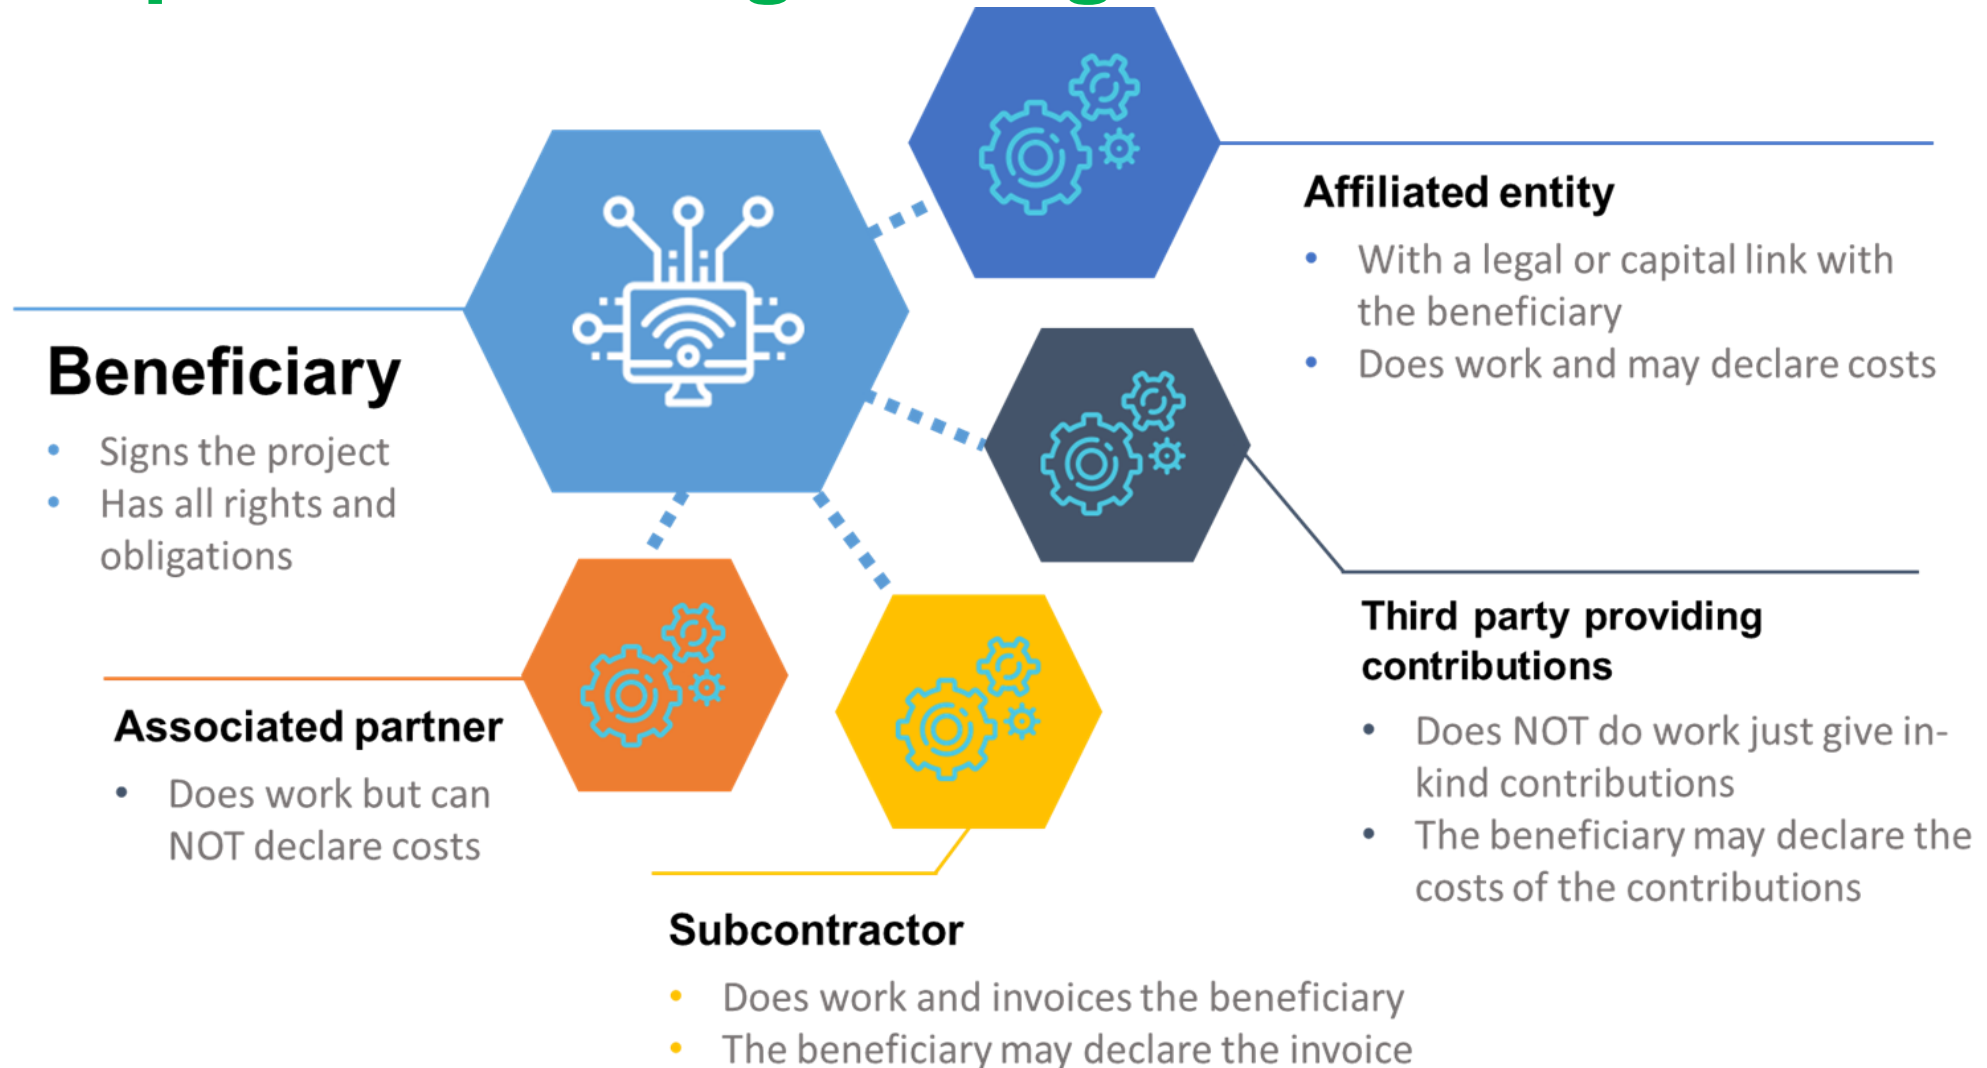 Beneficiary
• Signs the project
• Has all rights and
obligations
Affiliated entity
• With a legal or capital link with
the beneficiary
• Does work and may declare costs
Third party providing
contributions
• Does NOT do work just give in-
kind contributions
• The beneficiary may declare the
costs of the contributions
Associated partner
• Does work but can
NOT declare costs
Subcontractor
• Does work and invoices the beneficiary
• The beneficiary may declare the invoice